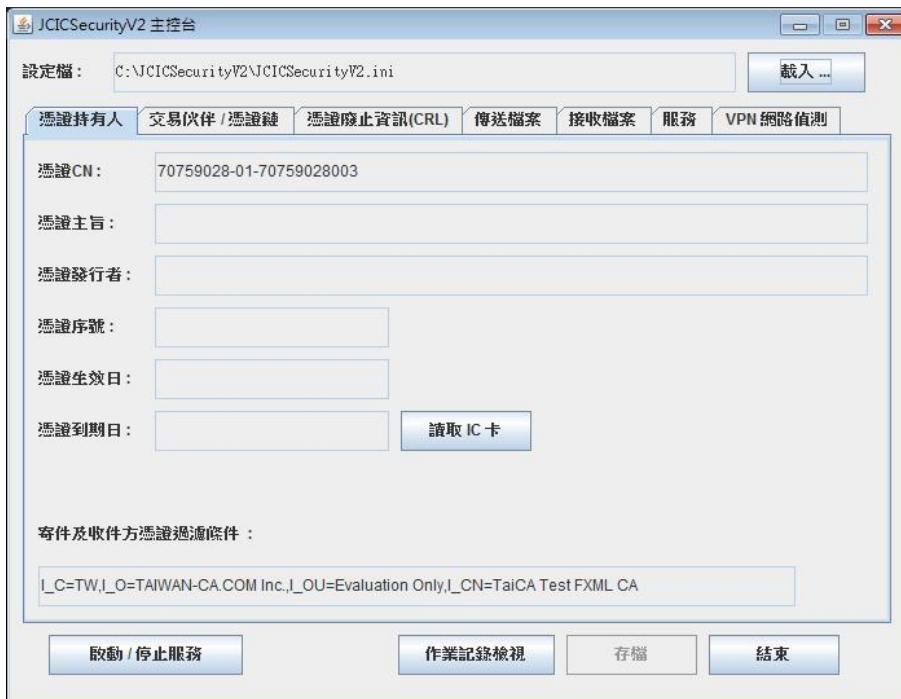 JCICSecurityV2 主控台
設定檔： C:\JCICSecurityV2\JCICSecurityV2.ini 載入 ...
憑證持有人 交易伙伴 / 憑證鏈 憑證廢止資訊(CRL) 傳送檔案 接收檔案 服務 VPN 網路偵測
憑證CN： 70759028-01-70759028003
憑證主旨：
憑證發行者：
憑證序號：
憑證生效日：
憑證到期日： 讀取 IC 卡
寄件及收件方憑證過濾條件 ：
I_C=TW,I_O=TAIWAN-CA.COM Inc.,I_OU=Evaluation Only,I_CN=TaiCA Test FXML CA
啟動 / 停止服務 作業記錄檢視 存檔 結束